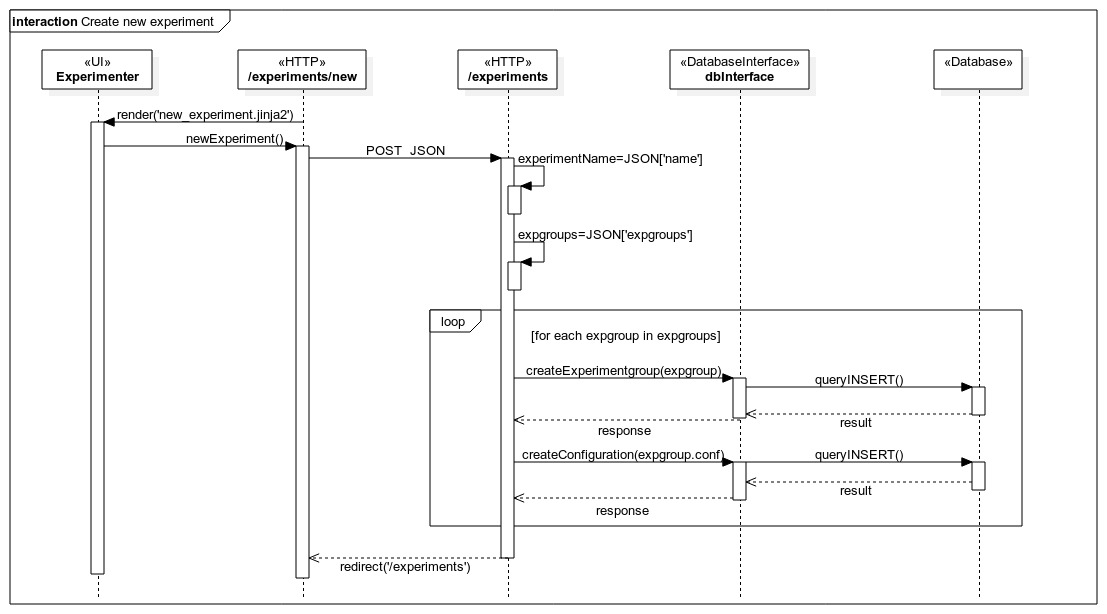 interaction Create new experiment
«UI»
Experimenter
«HTTP»
/experiments/new
«HTTP»
/experiments
«DatabaseInterface»
dbInterface
«Database»
render('new_experiment.jinja2')
newExperiment()
POST JSON
experimentName=JSON['name']
expgroups=JSON['expgroups']
loop
[for each expgroup in expgroups]
createExperimentgroup(expgroup)
queryINSERT()
result
response
createConfiguration(expgroup.conf)
queryINSERT()
result
response
redirect('/experiments')